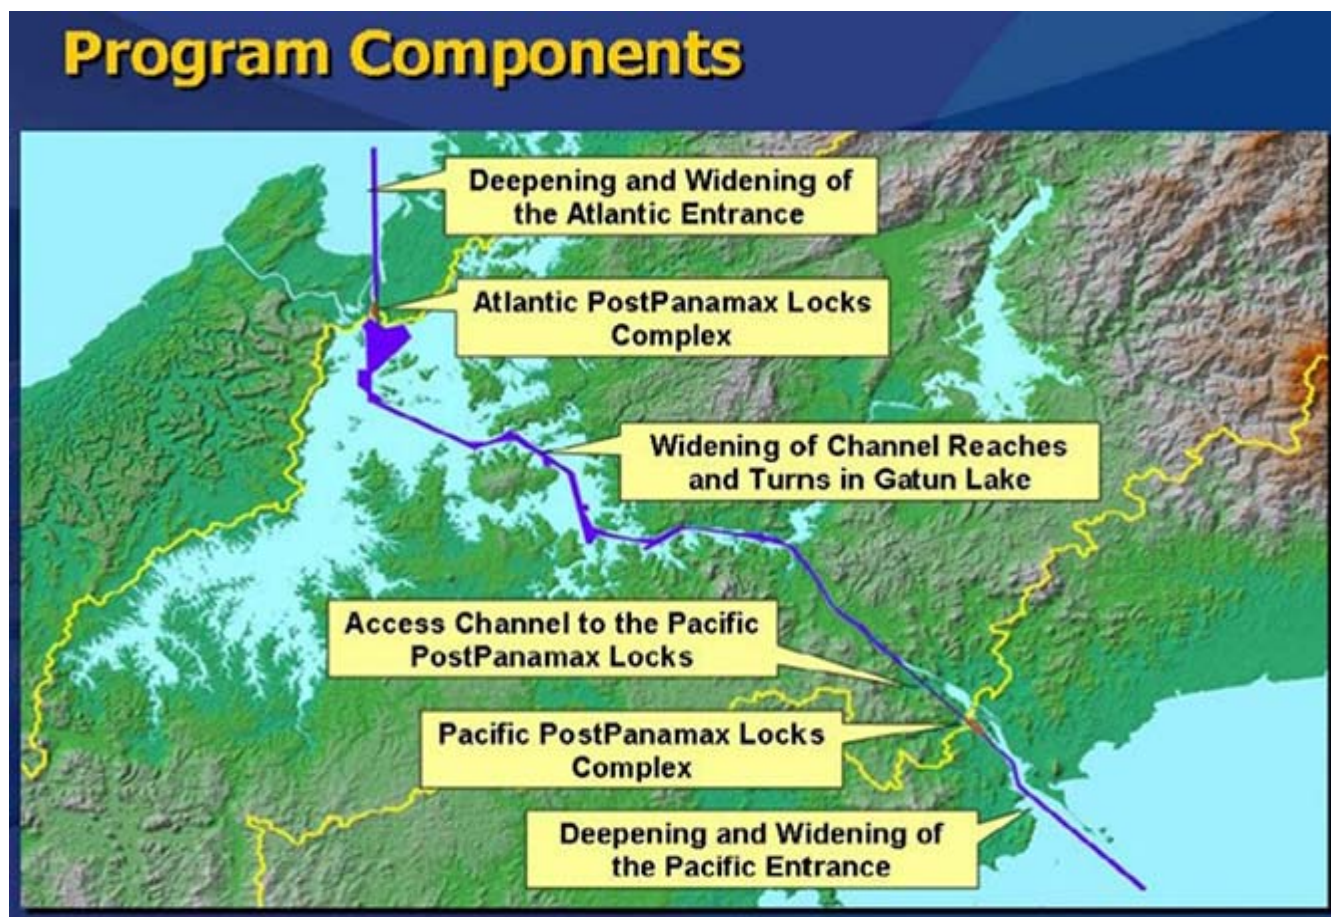 Program Components
Deepening and Widening of
the Atlantic Entrance
Atlantic PostPanamax Locks
Complex
Widening of Channel Reaches
and Turns in Gatun Lake
Access Channel to the Pacific
PostPanamax Locks
Pacific PostPanamax Locks
Complex
Deepening and Widening of
the Pacific Entrance